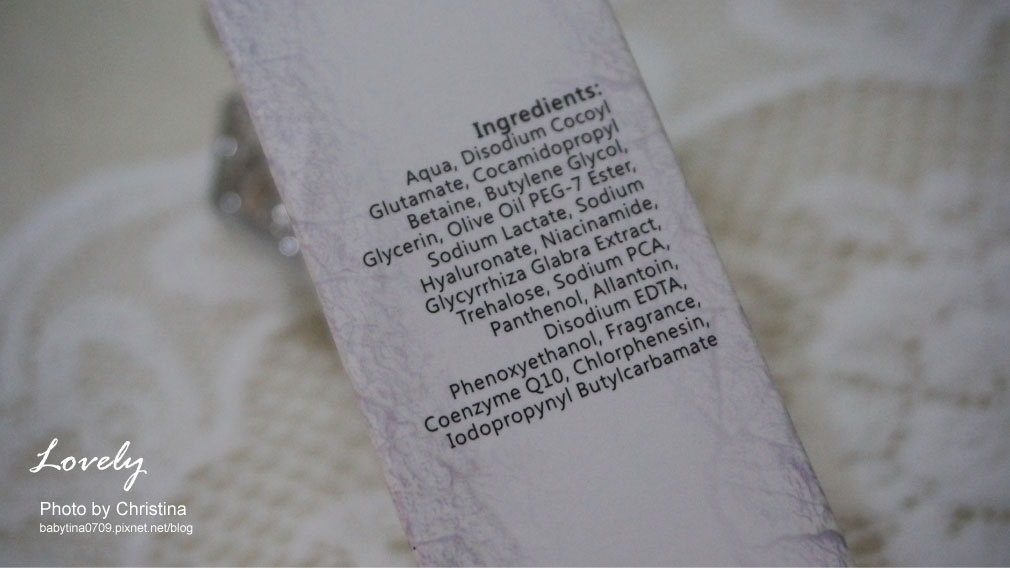 Ingredients:
Aqua, Disodium Cocoyl
Glutamate, Cocamidopropyl
Betaine, Butylene Glycol,
Glycerin, Olive Oil PEG-7 Ester,
Sodium Lactate, Sodium
Hyaluronate, Niacinamide,
Glycyrrhiza Glabra Extract,
Trehalose, Sodium PCA,
Panthenol, Allantoin,
Disodium EDTA,
Phenoxyethanol, Fragrance,
Coenzyme Q10, Chlorphenesin,
Iodopropynyl Butylcarbamate
Lovely
Photo by Christina
babytina0709.pixnet.net/blog